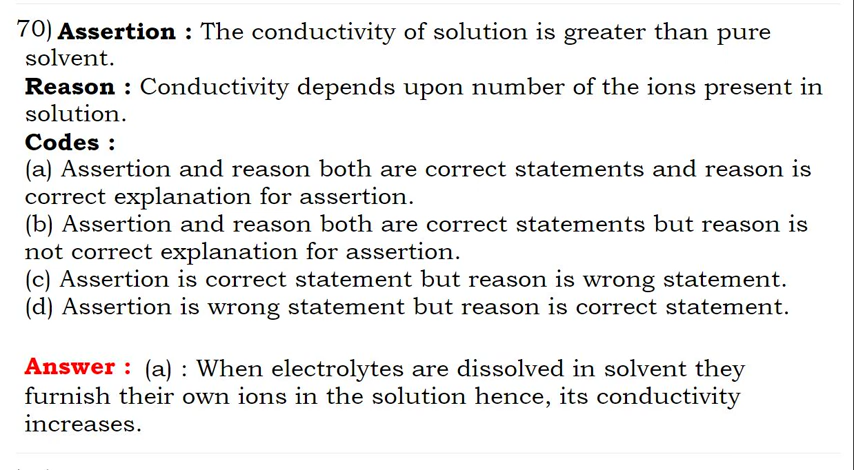 70) Assertion : The conductivity of solution is greater than pure
solvent.
Reason : Conductivity depends upon number of the ions present in
solution.
Codes :
(a) Assertion and reason both are correct statements and reason is
correct explanation for assertion.
(b) Assertion and reason both are correct statements but reason is
not correct explanation for assertion.
(c) Assertion is correct statement but reason is wrong statement.
(d) Assertion is wrong statement but reason is correct statement.
Answer : (a) : When electrolytes are dissolved in solvent they
furnish their own ions in the solution hence, its conductivity
increases.